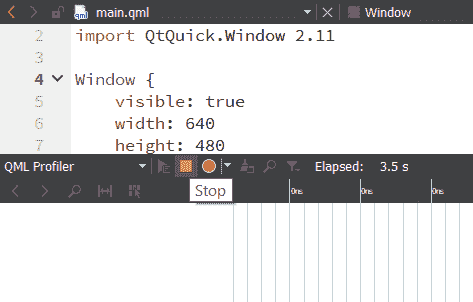 main.qml Window
2 import QtQuick.Window 2.11
3
4 Window {
5 visible: true
6 width: 640
7 height: 480
QML Profiler Elapsed: 3.5 s
Stop
0ms 0ms 0ms